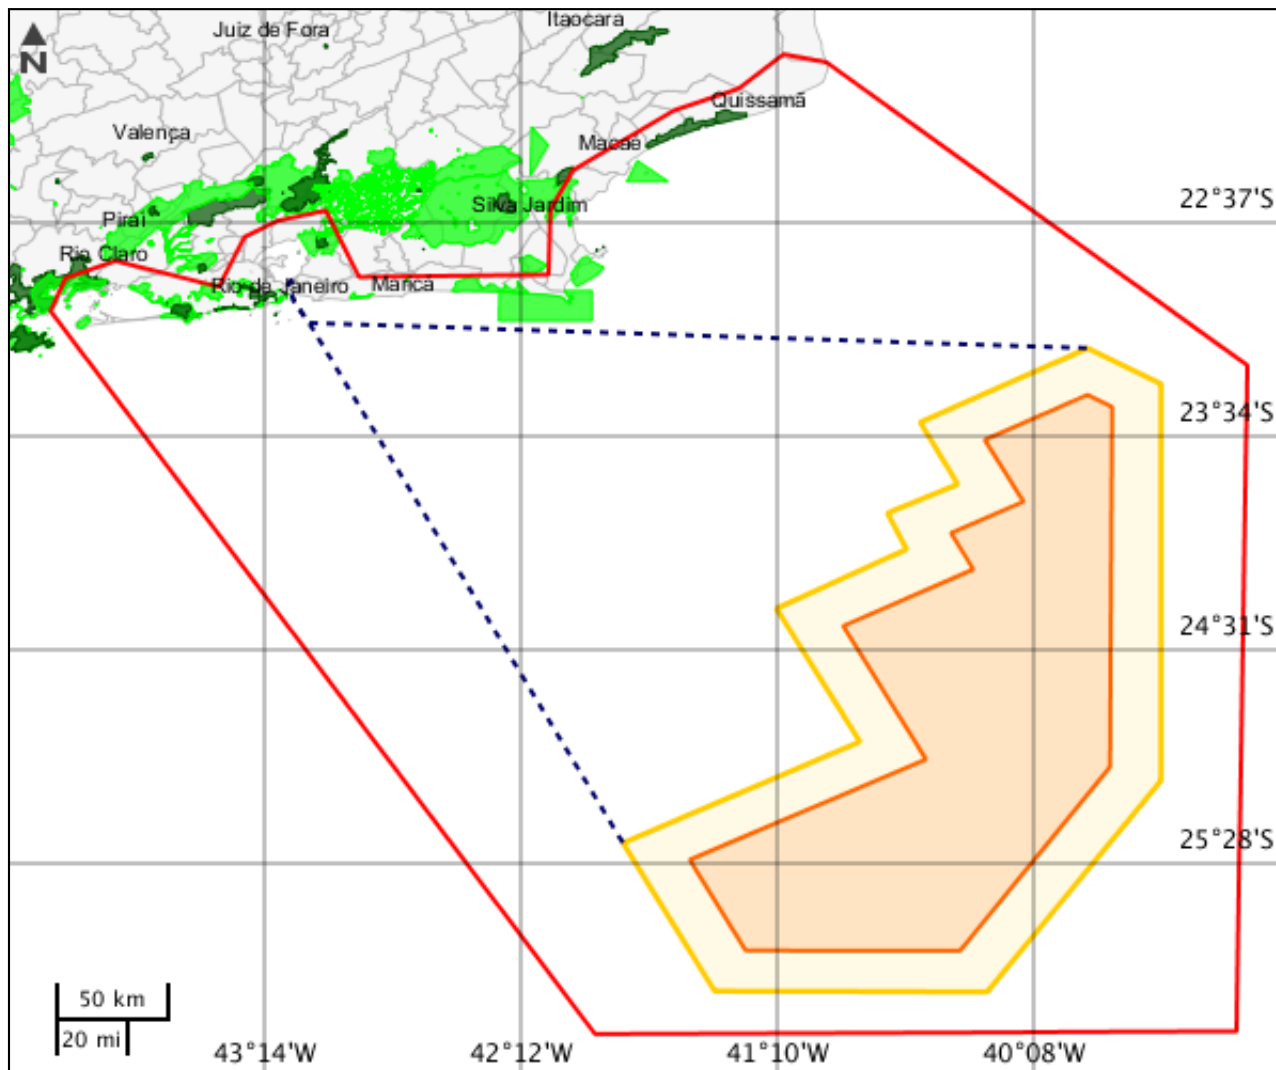 Itaocara
Juiz de Fora
N
Quissamã
Valença
Macaé
22°37'S
Silva Jardim
Piraí
Rio Claro
Rio de Janeiro
Maricá
23°34'S
24°31'S
25°28'S
50 km
20 mi
43°14'W
42°12'W
41°10'W
40°08'W